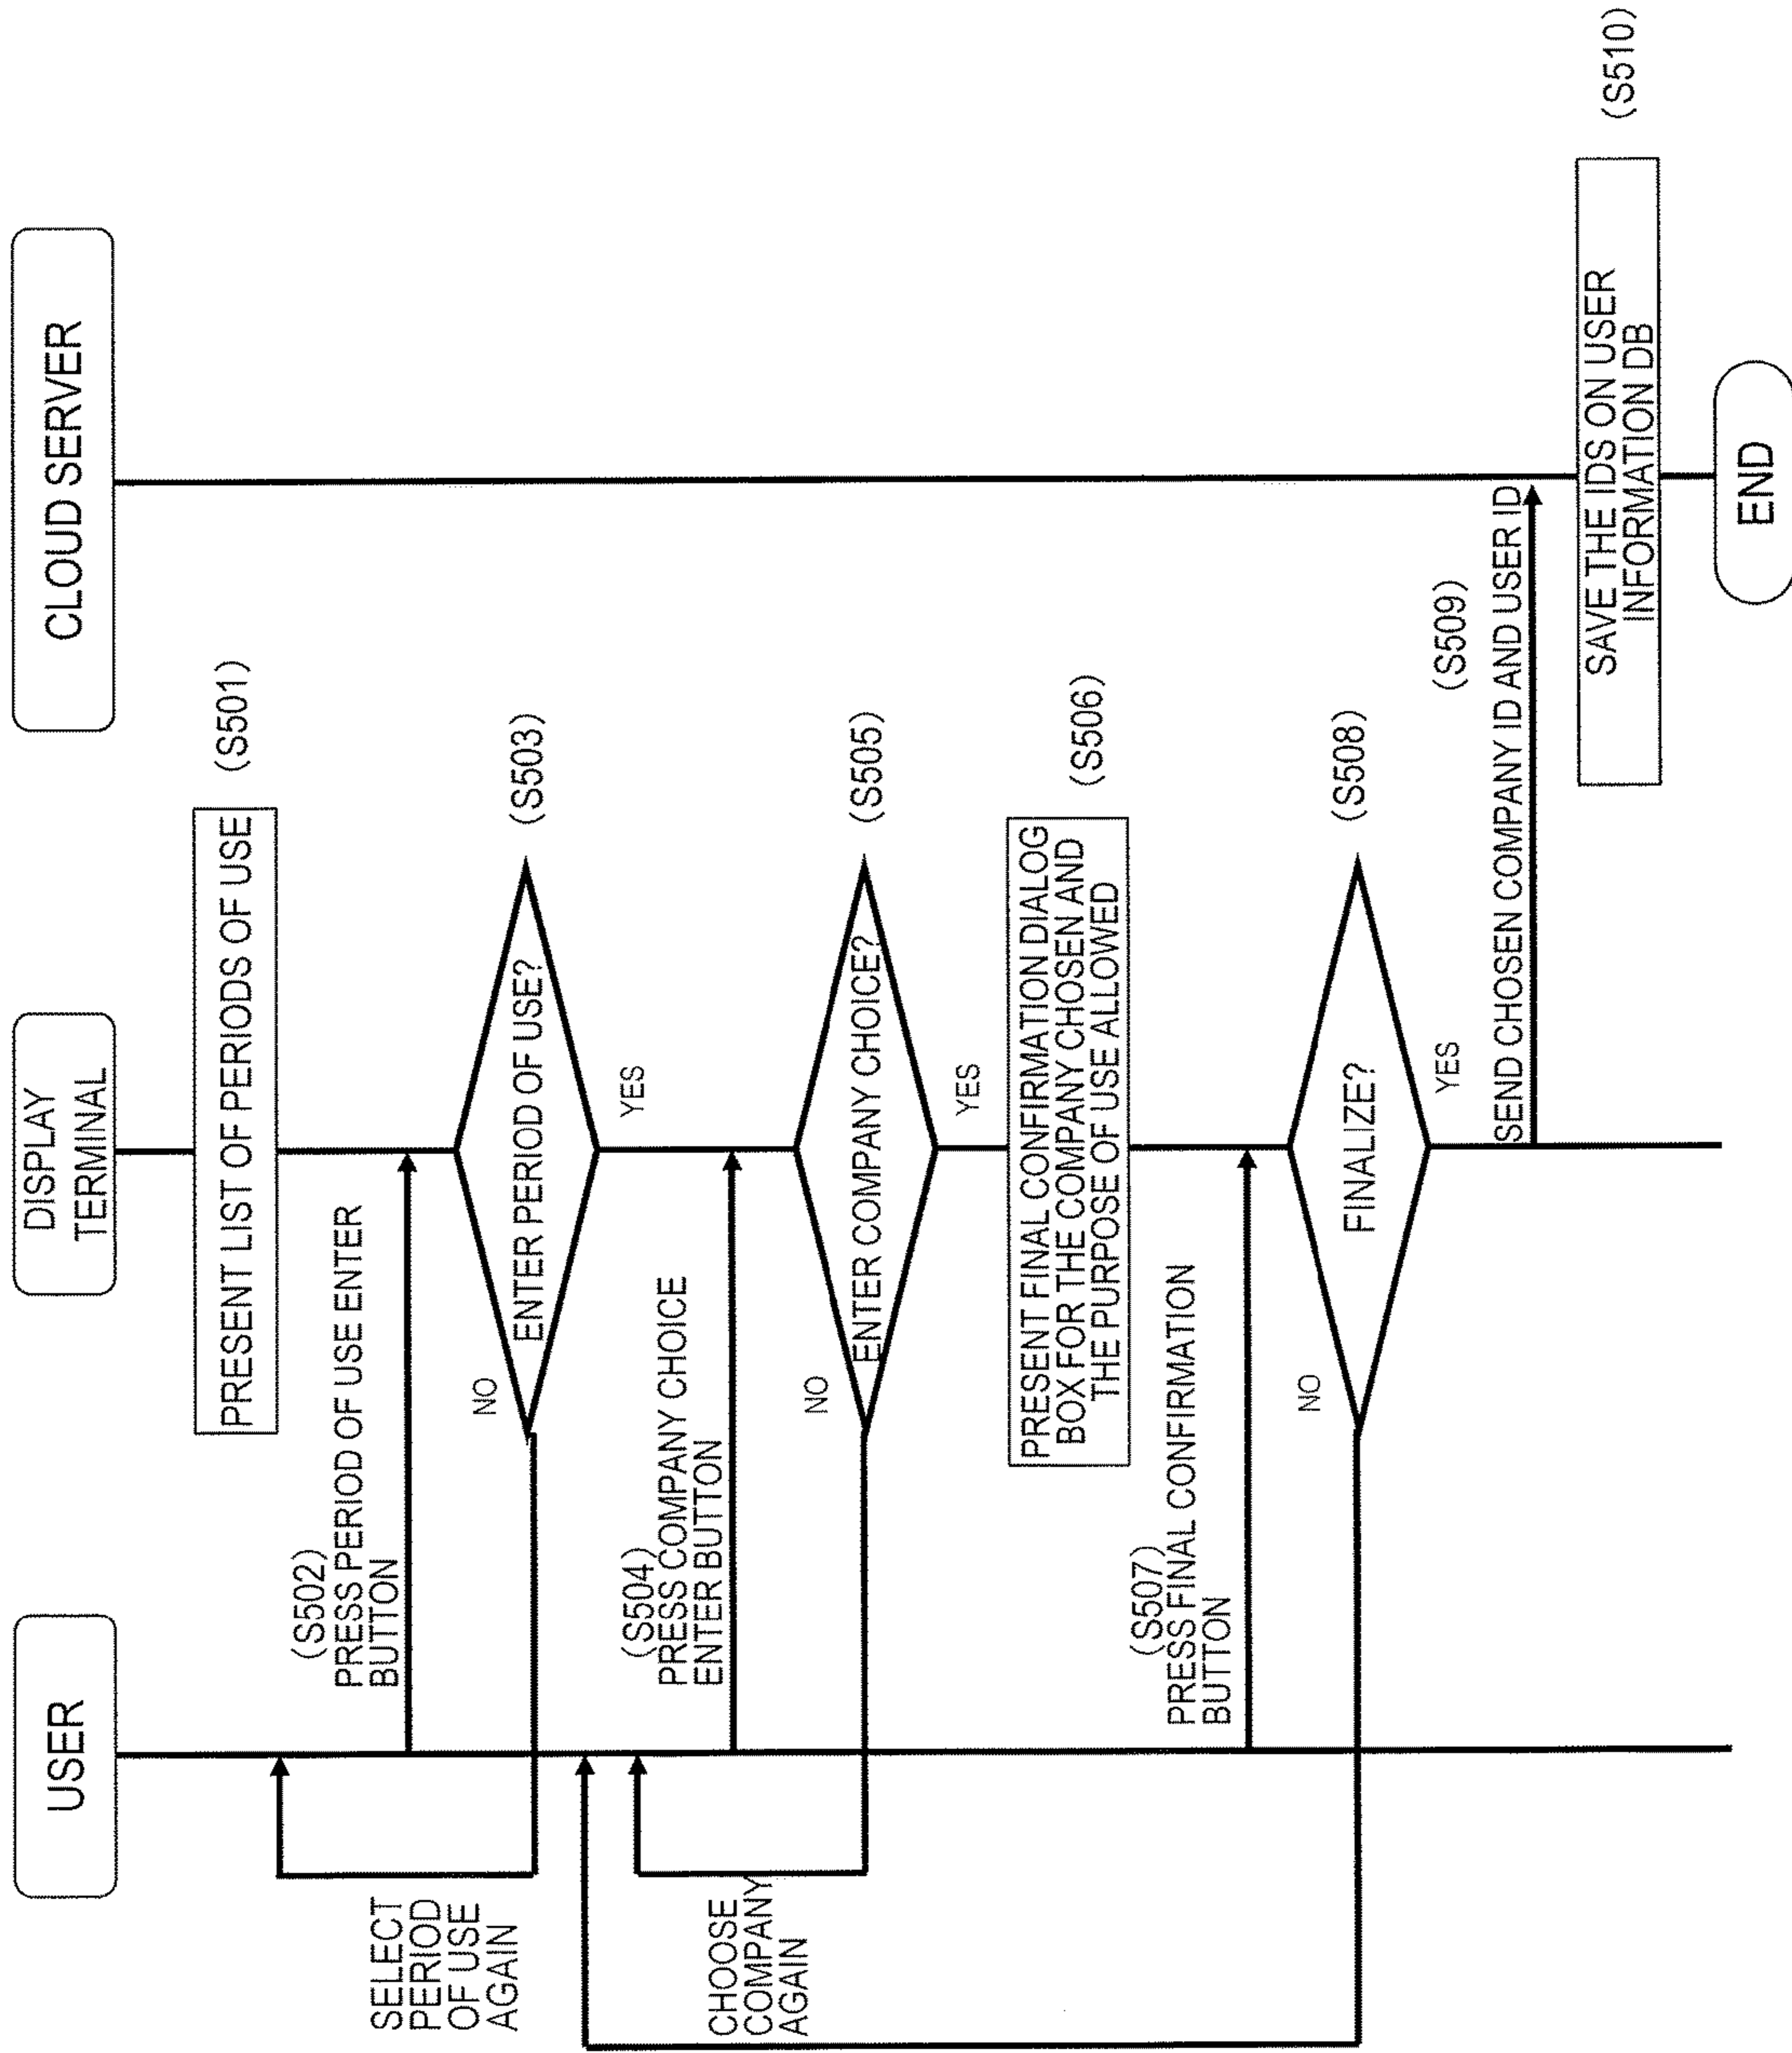 USER
DISPLAY
TERMINAL
CLOUD SERVER
PRESENT LIST OF PERIODS OF USE
(S501)
(S502)
PRESS PERIOD OF USE ENTER
BUTTON
SELECT
PERIOD
OF USE
AGAIN
NO
ENTER PERIOD OF USE?
(S503)
YES
(S504)
PRESS COMPANY CHOICE
ENTER BUTTON
CHOOSE
COMPANY
AGAIN
NO
ENTER COMPANY CHOICE?
(S505)
YES
PRESENT FINAL CONFIRMATION DIALOG
BOX FOR THE COMPANY CHOSEN AND
THE PURPOSE OF USE ALLOWED
(S506)
(S507)
PRESS FINAL CONFIRMATION
BUTTON
NO
FINALIZE?
(S508)
YES
(S509)
SEND CHOSEN COMPANY ID AND USER ID
SAVE THE IDS ON USER
INFORMATION DB
(S510)
END